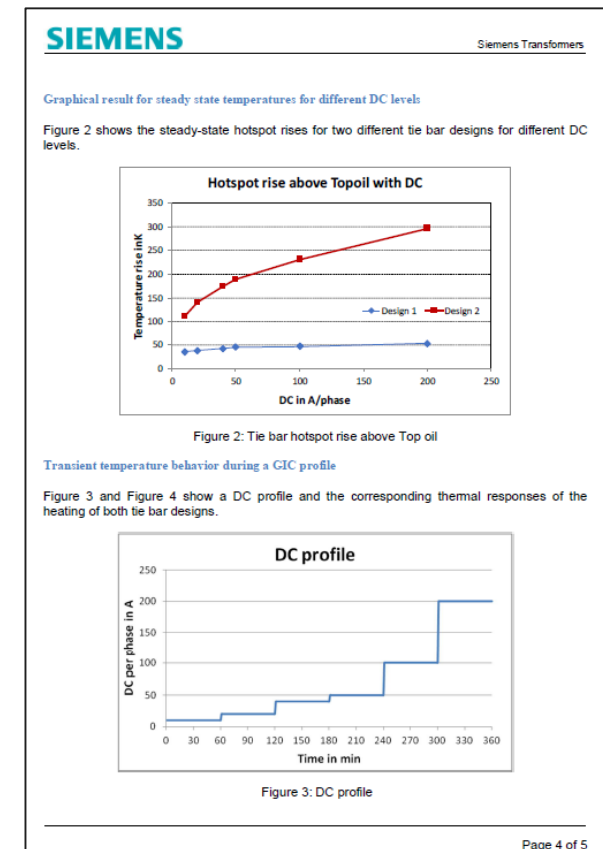 SIEMENS
Siemens Transformers
Graphical result for steady state temperatures for different DC levels
Figure 2 shows the steady-state hotspot rises for two different tie bar designs for different DC
levels.
Hotspot rise above Topoil with DC
Temperature rise inK
350
300
250
200
150
100
50
0
Design 1
Design 2
0 50 100 150 200 250
DC in A/phase
Figure 2: Tie bar hotspot rise above Top oil
Transient temperature behavior during a GIC profile
Figure 3 and Figure 4 show a DC profile and the corresponding thermal responses of the
heating of both tie bar designs.
DC profile
DC per phase in A
250
200
150
100
50
0
0 30 60 90 120 150 180 210 240 270 300 330 360
Time in min
Figure 3: DC profile
Page 4 of 5